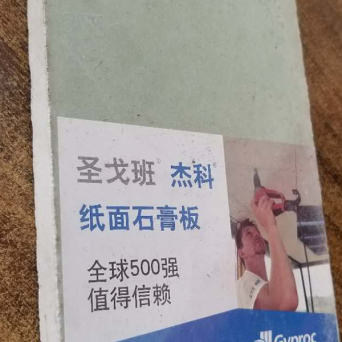 圣戈班® 杰科®
纸面石膏板
全球500强
值得信赖
Gyproc